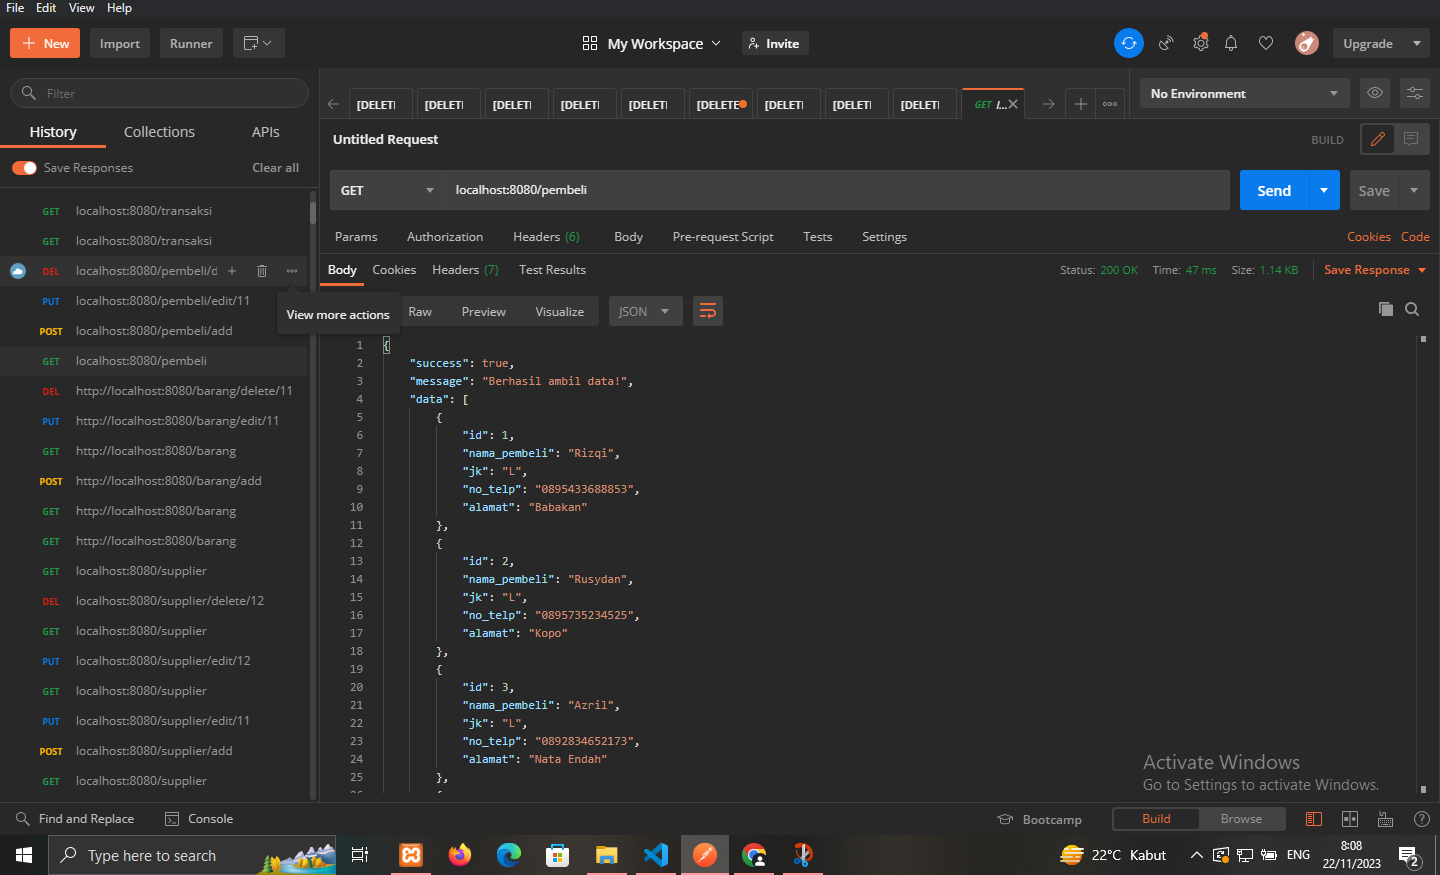 File Edit View Help
New Import Runner My Workspace Invite Upgrade
Filter
[DELET [DELET [DELET [DELET [DELET [DELETE [DELET [DELET [DELET GET /... No Environment
History Collections APIs
Save Responses Clear all
Untitled Request BUILD
GET localhost:8080/pembeli Send Save
Params Authorization Headers (6) Body Pre-request Script Tests Settings Cookies Code
Body Cookies Headers (7) Test Results Status: 200 OK Time: 47 ms Size: 1.14 KB Save Response
Raw Preview Visualize JSON
GET localhost:8080/transaksi
GET localhost:8080/transaksi
DEL localhost:8080/pembeli/d
View more actions
PUT localhost:8080/pembeli/edit/11
POST localhost:8080/pembeli/add
GET localhost:8080/pembeli
DEL http://localhost:8080/barang/delete/11
PUT http://localhost:8080/barang/edit/11
GET http://localhost:8080/barang
POST http://localhost:8080/barang/add
GET http://localhost:8080/barang
GET http://localhost:8080/barang
GET localhost:8080/supplier
DEL localhost:8080/supplier/delete/12
GET localhost:8080/supplier
PUT localhost:8080/supplier/edit/12
GET localhost:8080/supplier
PUT localhost:8080/supplier/edit/11
POST localhost:8080/supplier/add
GET localhost:8080/supplier
1 {
2 "success": true,
3 "message": "Berhasil ambil data!",
4 "data": [
5 {
6 "id": 1,
7 "nama_pembeli": "Rizqi",
8 "jk": "L",
9 "no_telp": "0895433688853",
10 "alamat": "Babakan"
11 },
12 {
13 "id": 2,
14 "nama_pembeli": "Rusydan",
15 "jk": "L",
16 "no_telp": "0895735234525",
17 "alamat": "Kopo"
18 },
19 {
20 "id": 3,
21 "nama_pembeli": "Azril",
22 "jk": "L",
23 "no_telp": "0892834652173",
24 "alamat": "Nata Endah"
25 },
26 {
Activate Windows
Go to Settings to activate Windows.
Find and Replace Console Bootcamp Build Browse
Type here to search 22°C Kabut ENG 8:08
22/11/2023 2